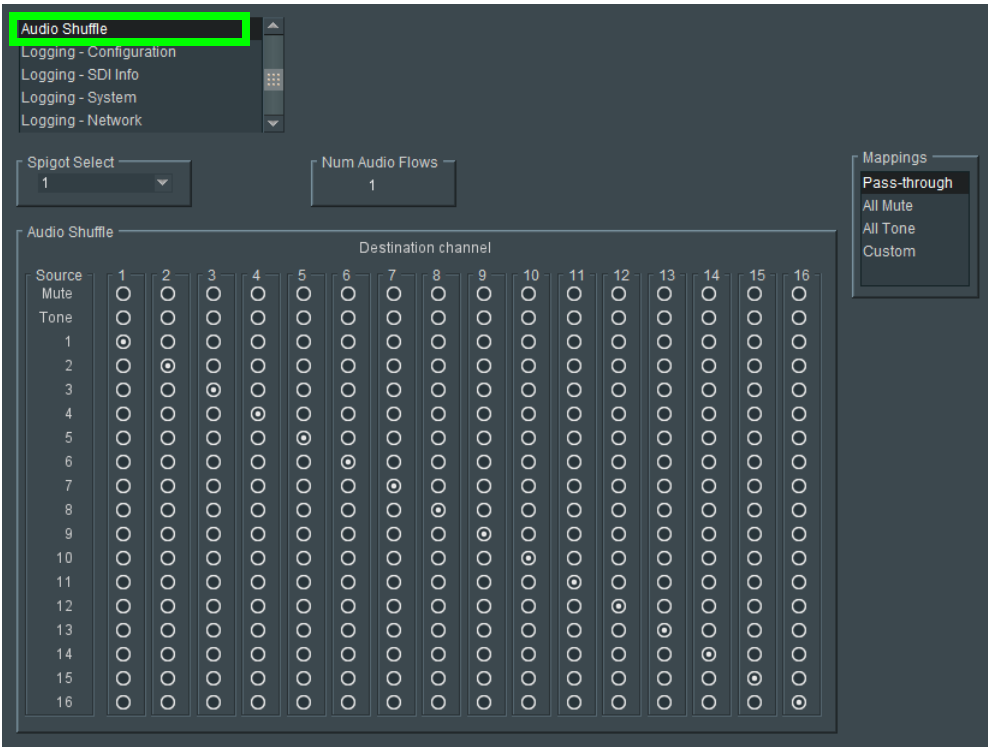 Audio Shuffle
Logging - Configuration
Logging - SDI Info
Logging - System
Logging - Network
Spigot Select
1
Num Audio Flows
1
Mappings
Pass-through
All Mute
All Tone
Custom
Audio Shuffle
Destination channel
Source 1 2 3 4 5 6 7 8 9 10 11 12 13 14 15 16
Mute
Tone
1
2
3
4
5
6
7
8
9
10
11
12
13
14
15
16